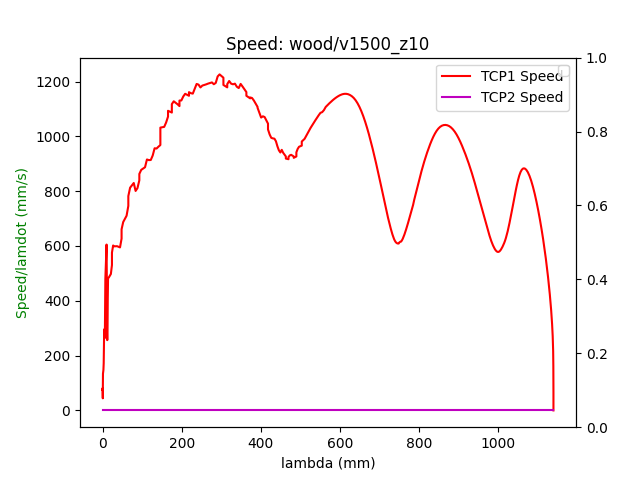 Speed: wood/v1500_z10
TCP1 Speed
TCP2 Speed
Speed/lamdot (mm/s)
1200
1000
800
600
400
200
0
1.0
0.8
0.6
0.4
0.2
0.0
0 200 400 600 800 1000
lambda (mm)